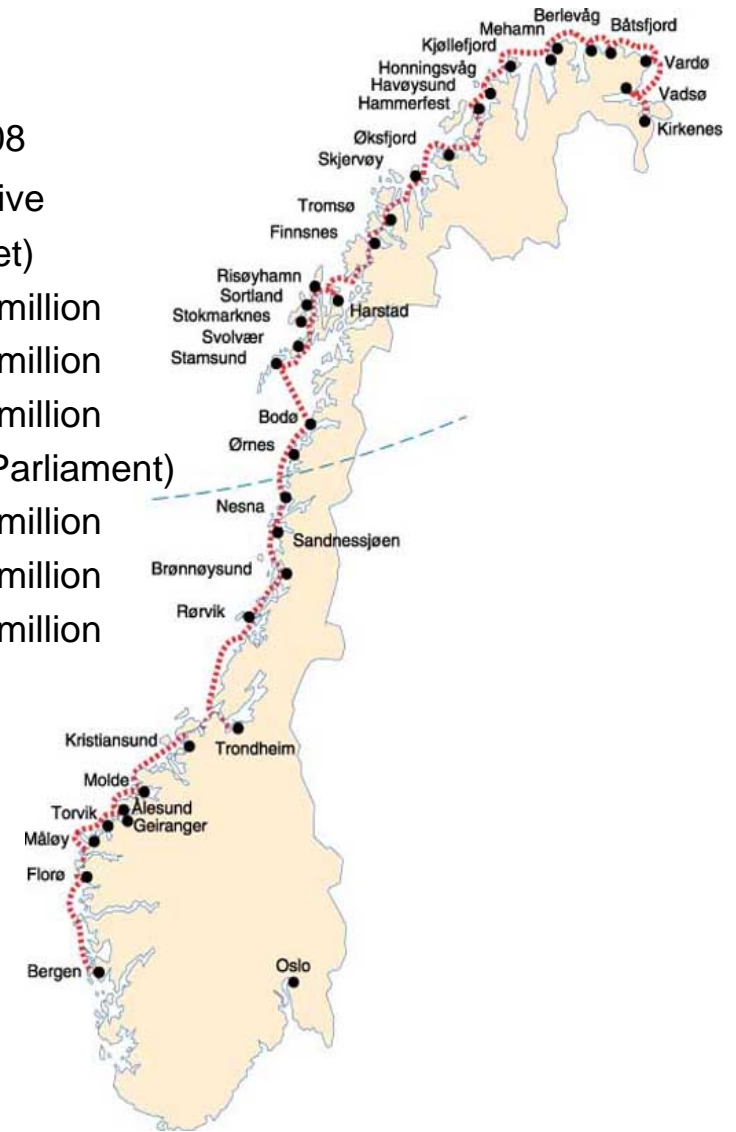 08
ive
et)
million
million
million
Parliament)
million
million
million
Berlevåg
Mehamn
Båtsfjord
Kjøllefjord
Honningsvåg
Vardø
Havøysund
Vadsø
Hammerfest
Kirkenes
Øksfjord
Skjervøy
Tromsø
Finnsnes
Risøyhamn
Sortland
Harstad
Stokmarknes
Svolvær
Stamsund
Bodø
Ørnes
Nesna
Sandnessjøen
Brønnøysund
Rørvik
Kristiansund
Trondheim
Molde
Ålesund
Torvik
Geiranger
Måløy
Florø
Bergen
Oslo